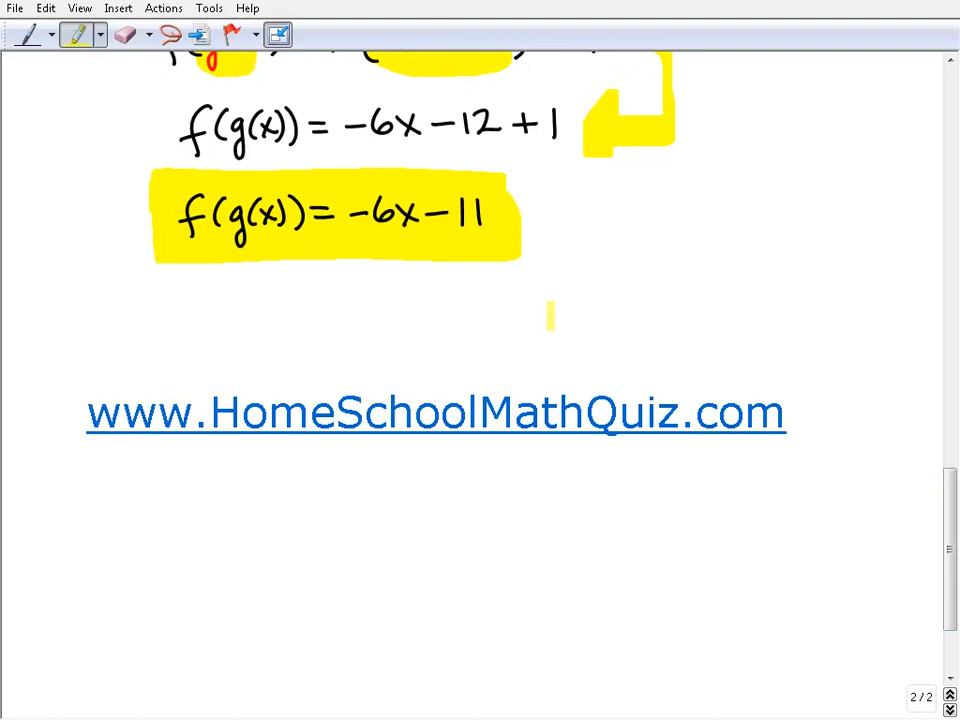 File Edit View Insert Actions Tools Help
f(g(x)) = -6x - 12 + 1
f(g(x)) = -6x - 11
www.HomeSchoolMathQuiz.com
2 / 2